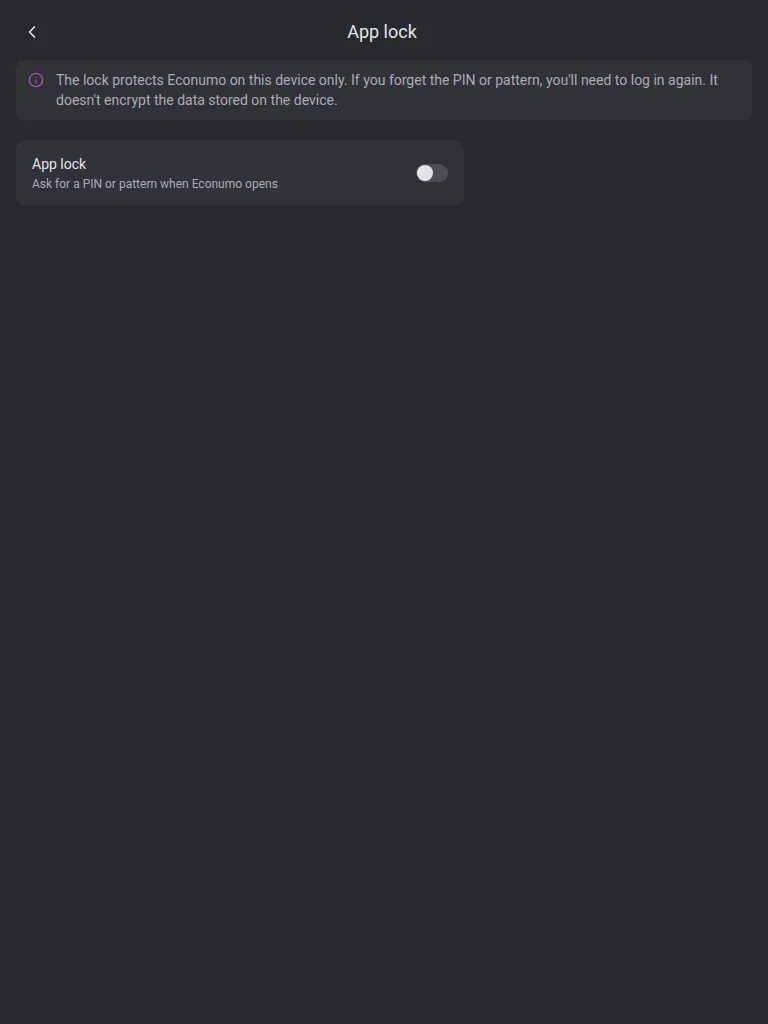 App lock
The lock protects Econumo on this device only. If you forget the PIN or pattern, you'll need to log in again. It
doesn't encrypt the data stored on the device.
App lock
Ask for a PIN or pattern when Econumo opens